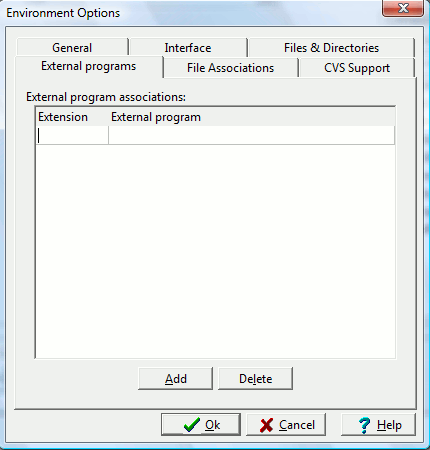 Environment Options
General Interface Files & Directories
External programs File Associations CVS Support
External program associations:
Extension External program
Add Delete
Ok Cancel Help